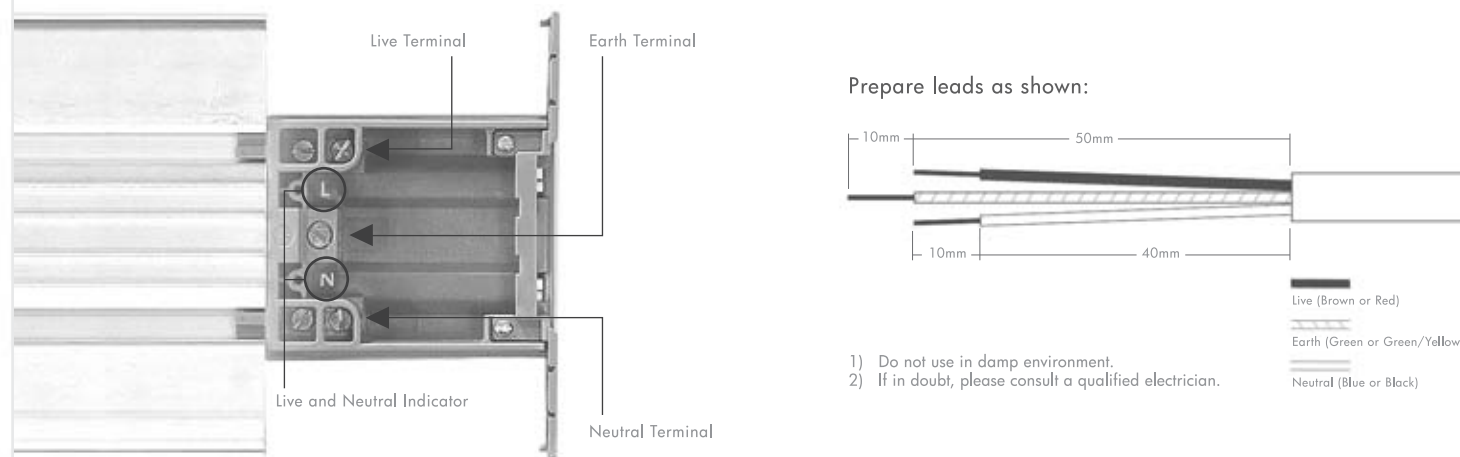 Live Terminal
Earth Terminal
L
N
Live and Neutral Indicator
Neutral Terminal
Prepare leads as shown:
10mm
50mm
10mm
40mm
Live (Brown or Red)
Earth (Green or Green/Yellow
Neutral (Blue or Black)
1) Do not use in damp environment.
2) If in doubt, please consult a qualified electrician.